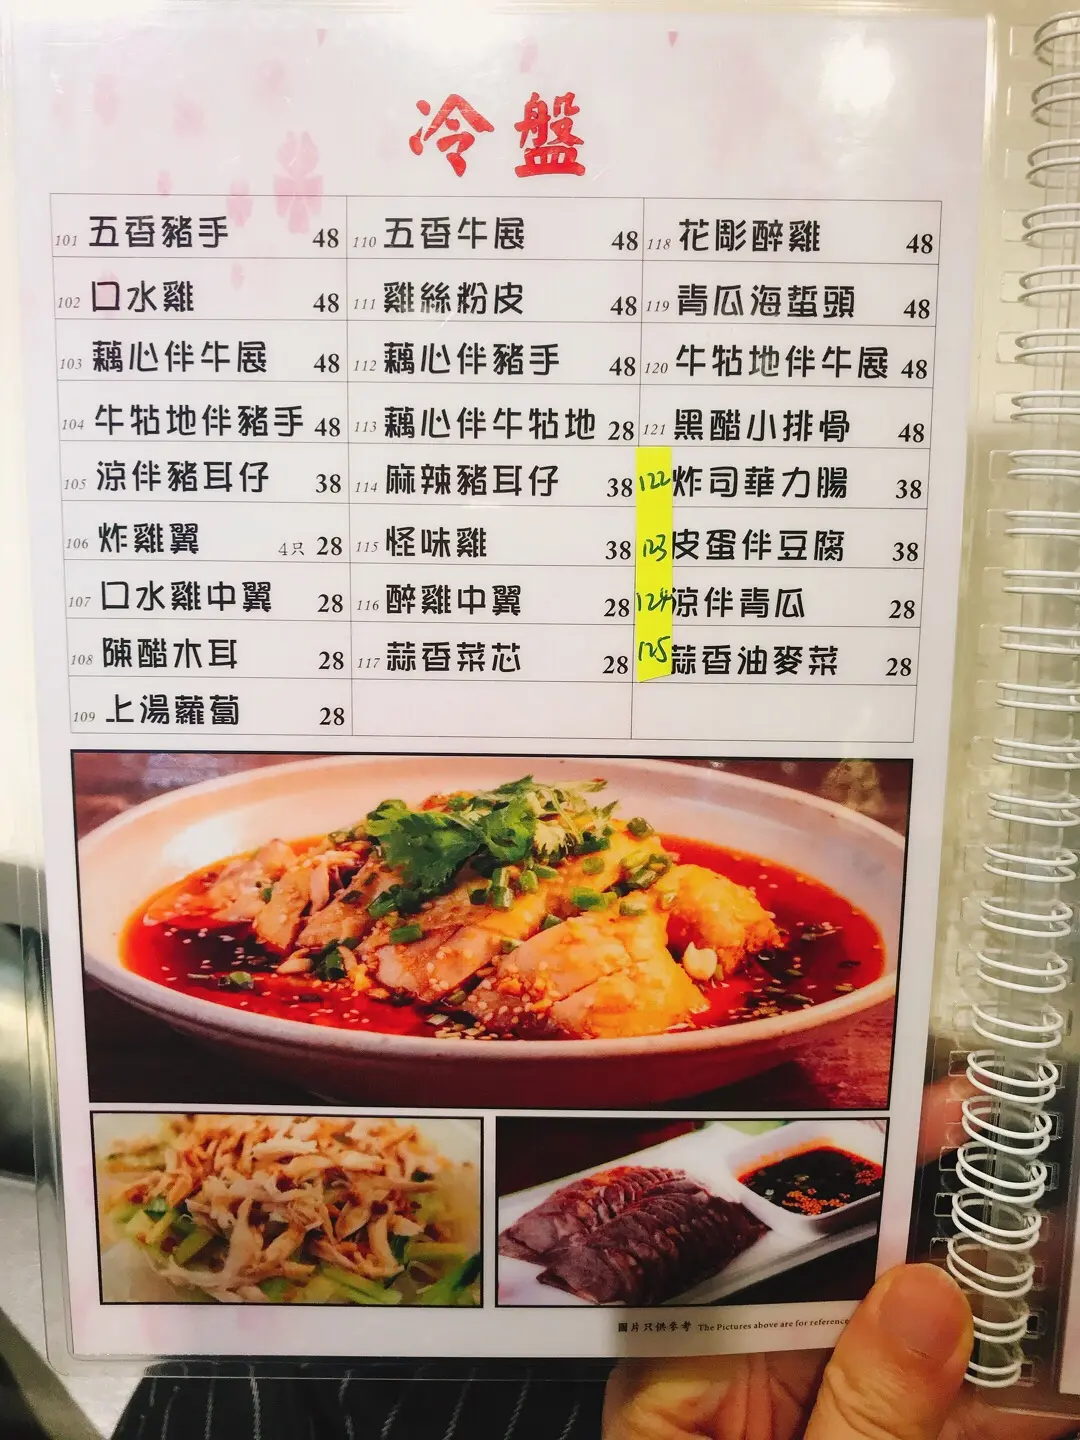 冷盤
101 五香豬手 48 110 五香牛展 48 118 花彫醉雞 48
102 口水雞 48 111 雞絲粉皮 48 119 青瓜海蜇頭 48
103 藕心伴牛展 48 112 藕心伴豬手 48 120 牛牯地伴牛展 48
104 牛牯地伴豬手 48 113 藕心伴牛牯地 28 121 黑醋小排骨 48
105 涼伴豬耳仔 38 114 麻辣豬耳仔 38 122 炸司華力腸 38
106 炸雞翼 4只 28 115 怪味雞 38 123 皮蛋伴豆腐 38
107 口水雞中翼 28 116 醉雞中翼 28 124 涼伴青瓜 28
108 陳醋木耳 28 117 蒜香菜芯 28 125 蒜香油麥菜 28
109 上湯蘿蔔 28
圖片只供參考 The Pictures above are for reference